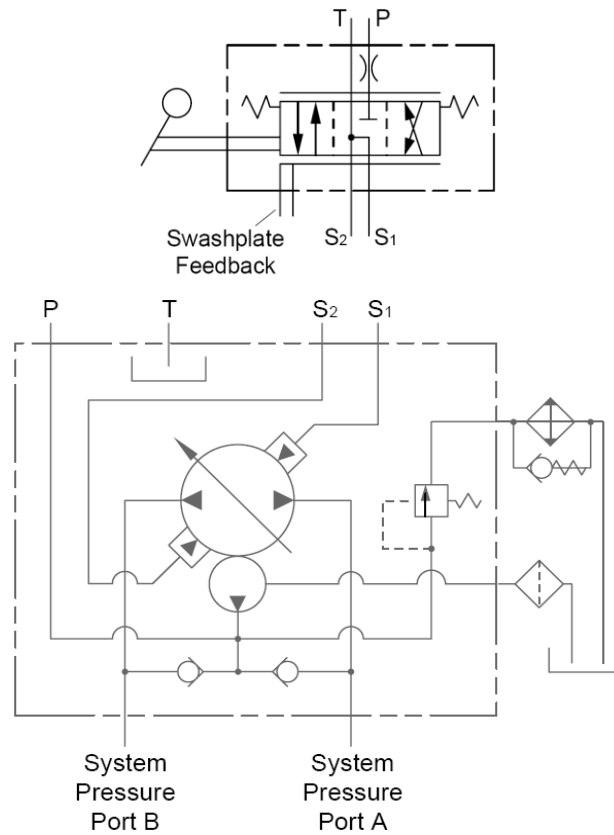 T P
Swashplate
Feedback
S2 S1
P T S2 S1
System
Pressure
Port B
System
Pressure
Port A